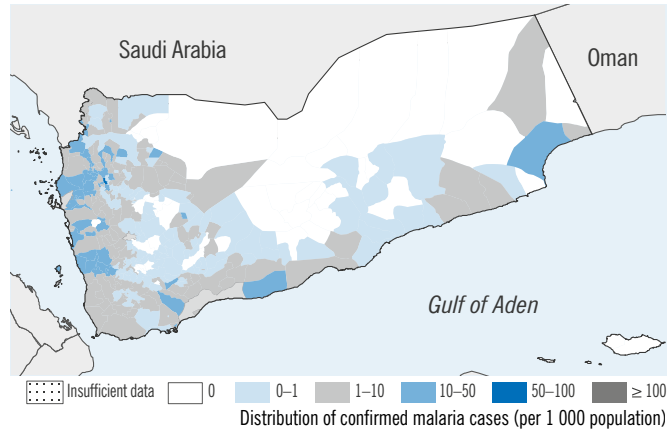 Saudi Arabia
Oman
Gulf of Aden
Insufficient data 0 0–1 1–10 10–50 50–100 ≥ 100
Distribution of confirmed malaria cases (per 1 000 population)